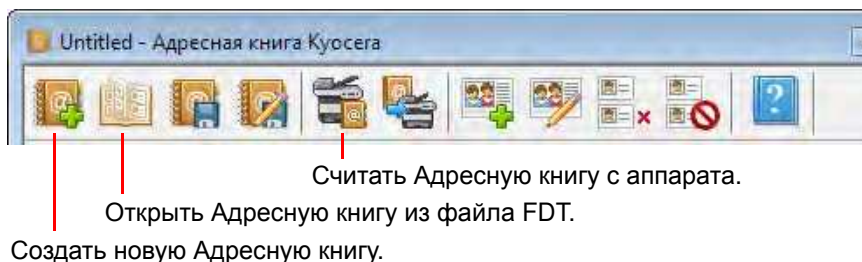 Untitled - Адресная книга Kyocera
Считать Адресную книгу с аппарата.
Открыть Адресную книгу из файла FDT.
Создать новую Адресную книгу.